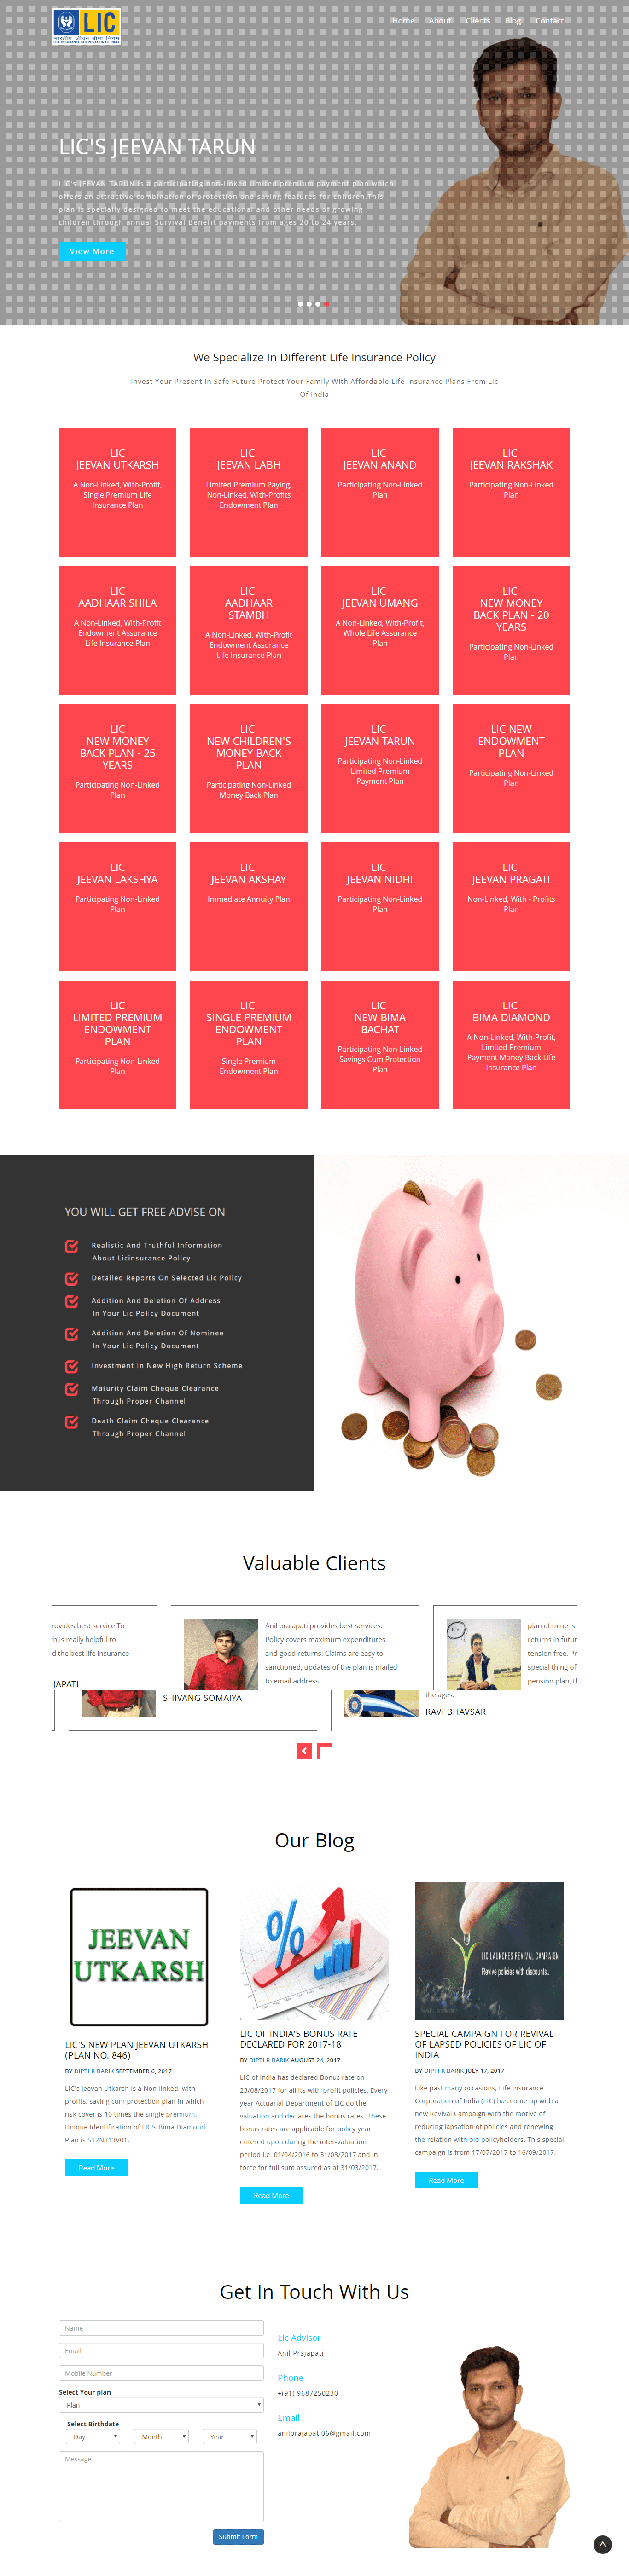 LIC
भारतीय जीवन बीमा निगम
LIFE INSURANCE CORPORATION OF INDIA
Home About Clients Blog Contact
LIC'S JEEVAN TARUN
LIC's JEEVAN TARUN is a participating non-linked limited premium payment plan which
offers an attractive combination of protection and saving features for children.This
plan is specially designed to meet the educational and other needs of growing
children through annual Survival Benefit payments from ages 20 to 24 years.
View More
We Specialize In Different Life Insurance Policy
Invest Your Present In Safe Future Protect Your Family With Affordable Life Insurance Plans From Lic
Of India
LIC
JEEVAN UTKARSH
A Non-Linked, With-Profit,
Single Premium Life
Insurance Plan
LIC
JEEVAN LABH
Limited Premium Paying,
Non-Linked, With-Profits
Endowment Plan
LIC
JEEVAN ANAND
Participating Non-Linked
Plan
LIC
JEEVAN RAKSHAK
Participating Non-Linked
Plan
LIC
AADHAAR SHILA
A Non-Linked, With-Profit
Endowment Assurance
Life Insurance Plan
LIC
AADHAAR
STAMBH
A Non-Linked, With-Profit
Endowment Assurance
Life Insurance Plan
LIC
JEEVAN UMANG
A Non-Linked, With-Profit,
Whole Life Assurance
Plan
LIC
NEW MONEY
BACK PLAN - 20
YEARS
Participating Non-Linked
Plan
LIC
NEW MONEY
BACK PLAN - 25
YEARS
Participating Non-Linked
Plan
LIC
NEW CHILDREN'S
MONEY BACK
PLAN
Participating Non-Linked
Money Back Plan
LIC
JEEVAN TARUN
Participating Non-Linked
Limited Premium
Payment Plan
LIC NEW
ENDOWMENT
PLAN
Participating Non-Linked
Plan
LIC
JEEVAN LAKSHYA
Participating Non-Linked
Plan
LIC
JEEVAN AKSHAY
Immediate Annuity Plan
LIC
JEEVAN NIDHI
Participating Non-Linked
Plan
LIC
JEEVAN PRAGATI
Non-Linked, With - Profits
Plan
LIC
LIMITED PREMIUM
ENDOWMENT
PLAN
Participating Non-Linked
Plan
LIC
SINGLE PREMIUM
ENDOWMENT
PLAN
Single Premium
Endowment Plan
LIC
NEW BIMA
BACHAT
Participating Non-Linked
Savings Cum Protection
Plan
LIC
BIMA DIAMOND
A Non-Linked, With-Profit,
Limited Premium
Payment Money Back Life
Insurance Plan
YOU WILL GET FREE ADVISE ON
Realistic And Truthful Information
About Licinsurance Policy
Detailed Reports On Selected Lic Policy
Addition And Deletion Of Address
In Your Lic Policy Document
Addition And Deletion Of Nominee
In Your Lic Policy Document
Investment In New High Return Scheme
Maturity Claim Cheque Clearance
Through Proper Channel
Death Claim Cheque Clearance
Through Proper Channel
Valuable Clients
rovides best service To
h is really helpful to
d the best life insurance
JAPATI
Anil prajapati provides best services.
Policy covers maximum expenditures
and good returns. Claims are easy to
sanctioned, updates of the plan is mailed
to email address.
SHIVANG SOMAIYA
plan of mine is
returns in futur
tension free. Pr
special thing of
pension plan, th
the ages.
RAVI BHAVSAR
Our Blog
JEEVAN
UTKARSH
LIC'S NEW PLAN JEEVAN UTKARSH
(PLAN NO. 846)
BY DIPTI R BARIK SEPTEMBER 6, 2017
LIC's Jeevan Utkarsh is a Non-linked, with
profits, saving cum protection plan in which
risk cover is 10 times the single premium.
Unique Identification of LIC's Bima Diamond
Plan is 512N313V01.
Read More
%
LIC OF INDIA'S BONUS RATE
DECLARED FOR 2017-18
BY DIPTI R BARIK AUGUST 24, 2017
LIC of India has declared Bonus rate on
23/08/2017 for all its with profit policies. Every
year Actuarial Department of LIC do the
valuation and declares the bonus rates. These
bonus rates are applicable for policy year
entered upon during the inter-valuation
period i.e. 01/04/2016 to 31/03/2017 and in
force for full sum assured as at 31/03/2017.
Read More
LIC LAUNCHES REVIVAL CAMPAIGN
Revive policies with discounts..
SPECIAL CAMPAIGN FOR REVIVAL
OF LAPSED POLICIES OF LIC OF
INDIA
BY DIPTI R BARIK JULY 17, 2017
Like past many occasions, Life Insurance
Corporation of India (LIC) has come up with a
new Revival Campaign with the motive of
reducing lapsation of policies and renewing
the relation with old policyholders. This special
campaign is from 17/07/2017 to 16/09/2017.
Read More
Get In Touch With Us
Name
Email
Mobile Number
Select Your plan
Plan
Select Birthdate
Day Month Year
Message
Submit Form
Lic Advisor
Anil Prajapati
Phone
+(91) 9687250230
Email
anilprajapati06@gmail.com